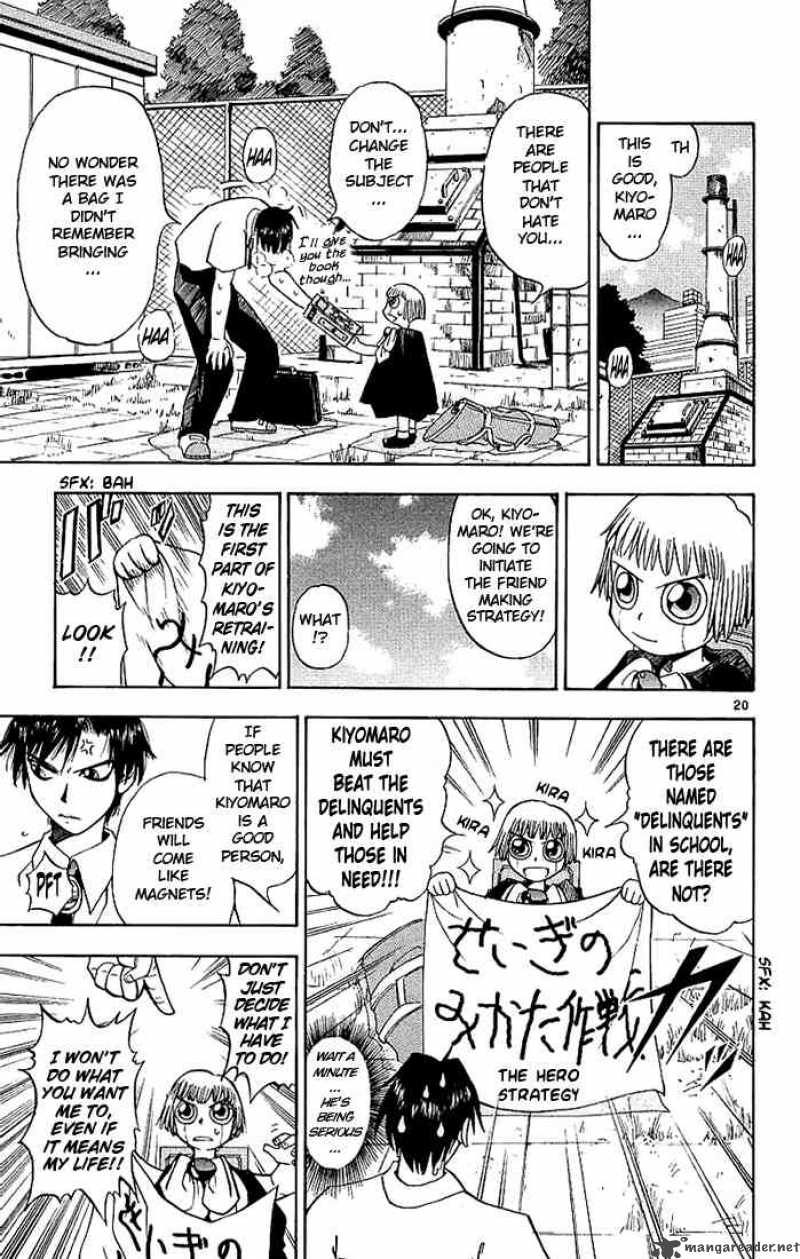 TH
THIS
IS
GOOD,
KIYO-
MARO
...
HAA
HAA
THERE
ARE
PEOPLE
THAT
DON'T
HATE
YOU...
DON'T...
CHANGE
THE
SUBJECT
...
I'll give
you the
book
though...
HAA
NO WONDER
THERE WAS
A BAG I
DIDN'T
REMEMBER
BRINGING
...
HAA
OK, KIYO-
MARO! WE'RE
GOING TO
INITIATE
THE FRIEND
MAKING
STRATEGY!
WHAT
!?
SFX: BAH
THIS IS
THE FIRST
PART OF
KIYO-
MARO'S
RETRAI-
NING!
LOOK
!!
20
THERE ARE
THOSE
NAMED
"DELINQUENTS"
IN SCHOOL,
ARE THERE
NOT?
KIYOMARO
MUST
BEAT THE
DELINQUENTS
AND HELP
THOSE IN
NEED!!!
KIRA
KIRA
KIRA
せいぎの
みかた作戦
THE HERO
STRATEGY
カ
SFX: KAH
WAIT A
MINUTE
...
HE'S
BEING
SERIOUS
...
IF
PEOPLE
KNOW
THAT
KIYOMARO
IS A
GOOD
PERSON,
FRIENDS
WILL
COME
LIKE
MAGNETS!
PFT
DON'T
JUST
DECIDE
WHAT I
HAVE
TO DO!
I WON'T
DO WHAT
YOU WANT
ME TO,
EVEN IF
IT MEANS
MY LIFE!!
せいぎの
mangareader.net